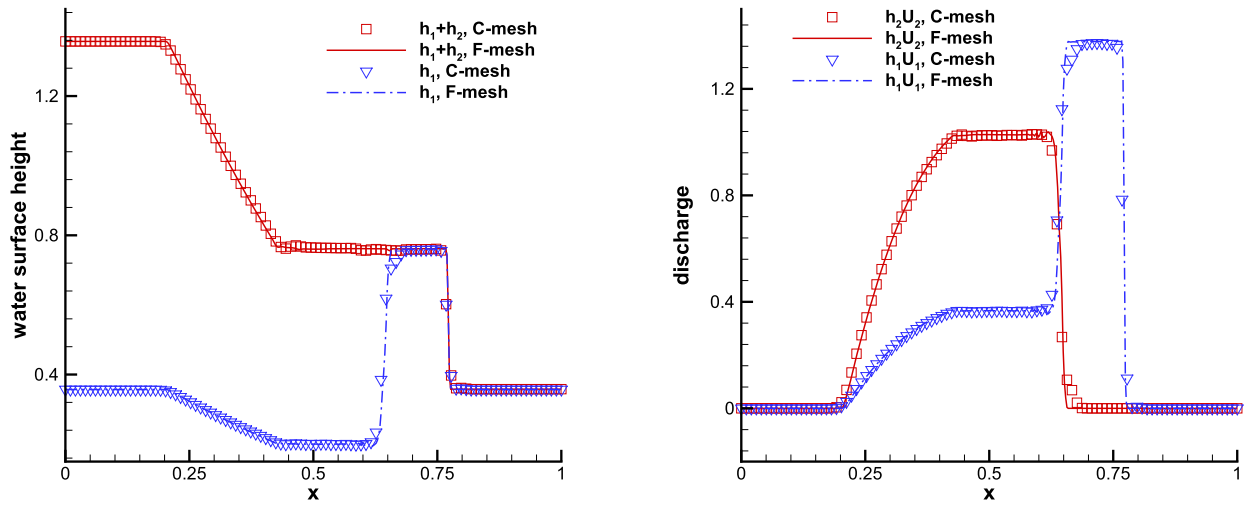 h₁+h₂, C-mesh
h₁+h₂, F-mesh
h₁, C-mesh
h₁, F-mesh
water surface height
1.2
0.8
0.4
0
0.25
0.5
0.75
1
x
h₂U₂, C-mesh
h₂U₂, F-mesh
h₁U₁, C-mesh
h₁U₁, F-mesh
discharge
1.2
0.8
0.4
0
0
0.25
0.5
0.75
1
x